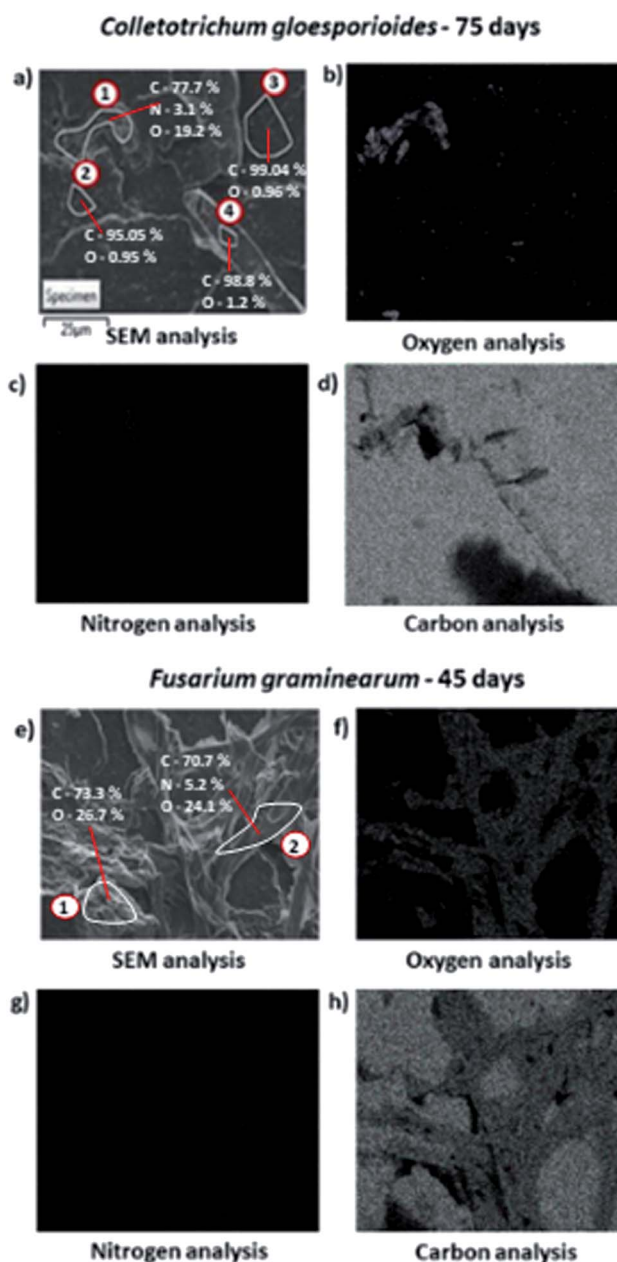 Colletotrichum gloesporioides - 75 days
a)
1
C - 77.7 %
N - 3.1 %
O - 19.2 %
3
2
C - 99.04 %
O - 0.96 %
4
C - 95.05 %
O - 0.95 %
C - 98.8 %
O - 1.2 %
Specimen
25µm
SEM analysis
b)
Oxygen analysis
c)
Nitrogen analysis
d)
Carbon analysis
Fusarium graminearum - 45 days
e)
C - 70.7 %
N - 5.2 %
O - 24.1 %
C - 73.3 %
O - 26.7 %
2
1
SEM analysis
f)
Oxygen analysis
g)
Nitrogen analysis
h)
Carbon analysis